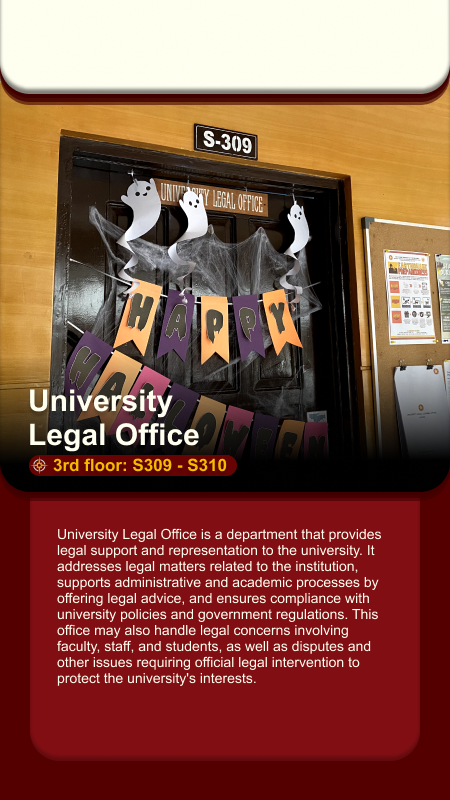 S-309
UNIVERSITY LEGAL OFFICE
HAPPY
HALLOWEEN
University
Legal Office
3rd floor: S309 - S310
University Legal Office is a department that provides
legal support and representation to the university. It
addresses legal matters related to the institution,
supports administrative and academic processes by
offering legal advice, and ensures compliance with
university policies and government regulations. This
office may also handle legal concerns involving
faculty, staff, and students, as well as disputes and
other issues requiring official legal intervention to
protect the university's interests.